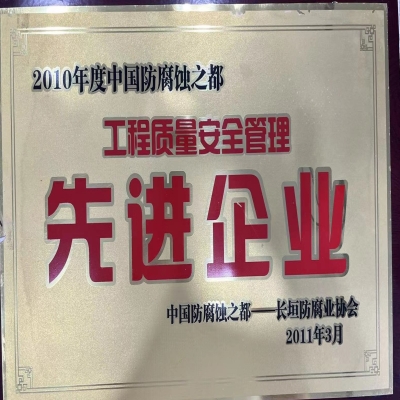 2010年度中国防腐蚀之都
工程质量安全管理
先进企业
中国防腐蚀之都——长垣防腐业协会
2011年3月